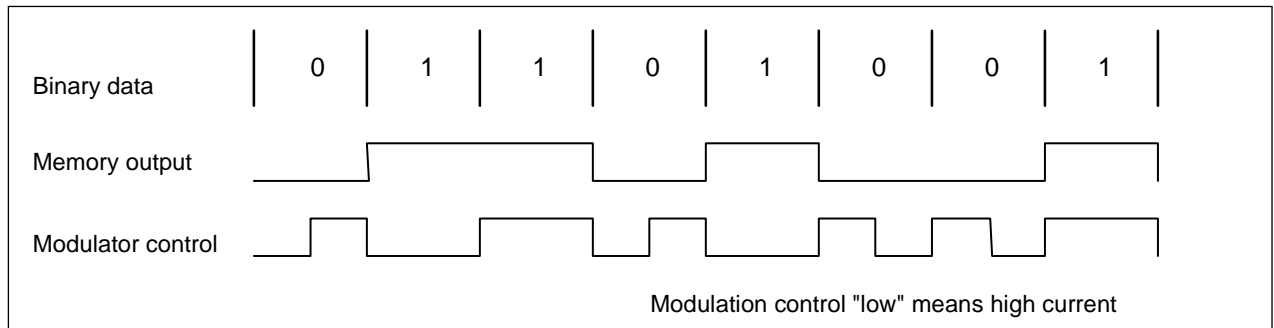 0 1 1 0 1 0 0 1
Binary data
Memory output
Modulator control
Modulation control "low" means high current